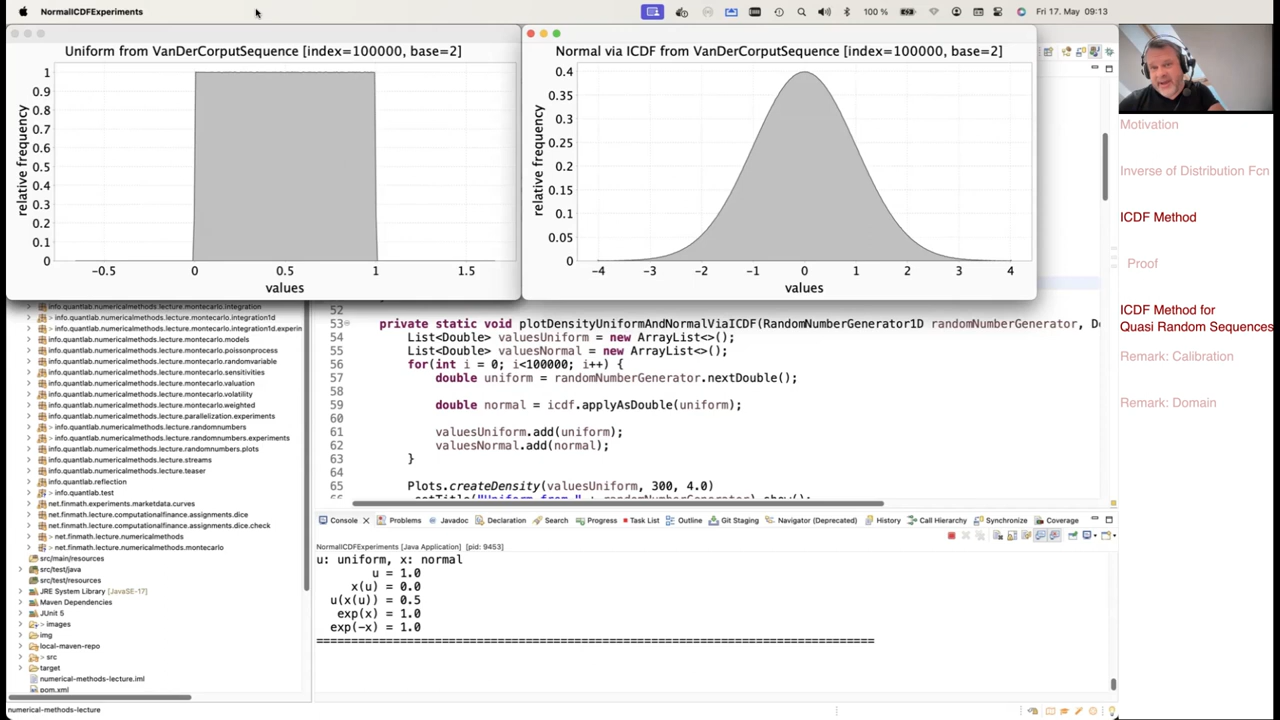 NormalICDFExperiments
100 %
Fri 17. May 09:13
Uniform from VanDerCorputSequence [index=100000, base=2]
1
0.9
0.8
0.7
0.6
0.5
0.4
0.3
0.2
0.1
0
relative frequency
-0.5 0 0.5 1 1.5
values
Normal via ICDF from VanDerCorputSequence [index=100000, base=2]
0.4
0.35
0.3
0.25
0.2
0.15
0.1
0.05
0
relative frequency
-4 -3 -2 -1 0 1 2 3 4
values
Motivation
Inverse of Distribution Fcn
ICDF Method
Proof
ICDF Method for
Quasi Random Sequences
Remark: Calibration
Remark: Domain
info.quantlab.numericalmethods.lecture.montecarlo.integration
> info.quantlab.numericalmethods.lecture.montecarlo.integration1d
> info.quantlab.numericalmethods.lecture.montecarlo.integration1d.experim
info.quantlab.numericalmethods.lecture.montecarlo.models
info.quantlab.numericalmethods.lecture.montecarlo.poissonprocess
info.quantlab.numericalmethods.lecture.montecarlo.randomvariable
info.quantlab.numericalmethods.lecture.montecarlo.sensitivities
info.quantlab.numericalmethods.lecture.montecarlo.valuation
info.quantlab.numericalmethods.lecture.montecarlo.volatility
info.quantlab.numericalmethods.lecture.montecarlo.weighted
info.quantlab.numericalmethods.lecture.parallelization.experiments
> info.quantlab.numericalmethods.lecture.randomnumbers
> info.quantlab.numericalmethods.lecture.randomnumbers.experiments
> info.quantlab.numericalmethods.lecture.randomnumbers.plots
info.quantlab.numericalmethods.lecture.streams
info.quantlab.numericalmethods.lecture.teaser
info.quantlab.reflection
> info.quantlab.test
net.finmath.experiments.marketdata.curves
net.finmath.lecture.computationalfinance.assignments.dice
net.finmath.lecture.computationalfinance.assignments.dice.check
> net.finmath.lecture.numericalmethods
> net.finmath.lecture.numericalmethods.montecarlo
src/main/resources
src/test/java
src/test/resources
JRE System Library [JavaSE-17]
Maven Dependencies
JUnit 5
> images
img
local-maven-repo
> src
target
numerical-methods-lecture.iml
pom.xml
numerical-methods-lecture
52
53 private static void plotDensityUniformAndNormalViaICDF(RandomNumberGenerator1D randomNumberGenerator, Do
54 List<Double> valuesUniform = new ArrayList<>();
55 List<Double> valuesNormal = new ArrayList<>();
56 for(int i = 0; i<100000; i++) {
57 double uniform = randomNumberGenerator.nextDouble();
58
59 double normal = icdf.applyAsDouble(uniform);
60
61 valuesUniform.add(uniform);
62 valuesNormal.add(normal);
63 }
64
65 Plots.createDensity(valuesUniform, 300, 4.0)
66 .setTitle("Uniform from " + randomNumberGenerator).show();
Console Problems Javadoc Declaration Search Progress Task List Outline Git Staging Navigator (Deprecated) History Call Hierarchy Synchronize Coverage
NormalICDFExperiments [Java Application] [pid: 9453]
u: uniform, x: normal
u = 1.0
x(u) = 0.0
u(x(u)) = 0.5
exp(x) = 1.0
exp(-x) = 1.0
================================================================================